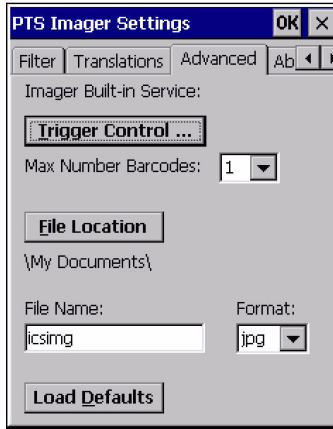 PTS Imager Settings OK ×
Filter Translations Advanced Ab
Imager Built-in Service:
Trigger Control ...
Max Number Barcodes: 1
File Location
\My Documents\
File Name: Format:
icsimg jpg
Load Defaults